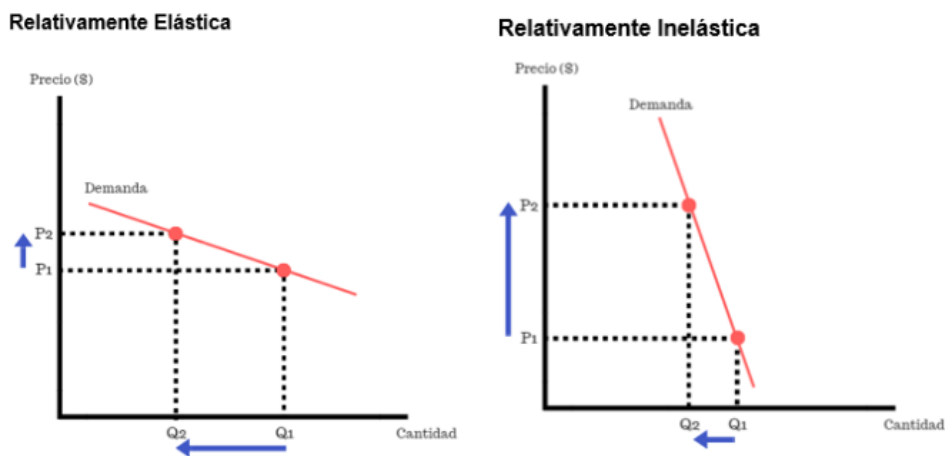 Relativamente Elástica
Precio ($)
Demanda
P2
P1
Q2 Q1 Cantidad
Relativamente Inelástica
Precio ($)
Demanda
P2
P1
Q2 Q1 Cantidad